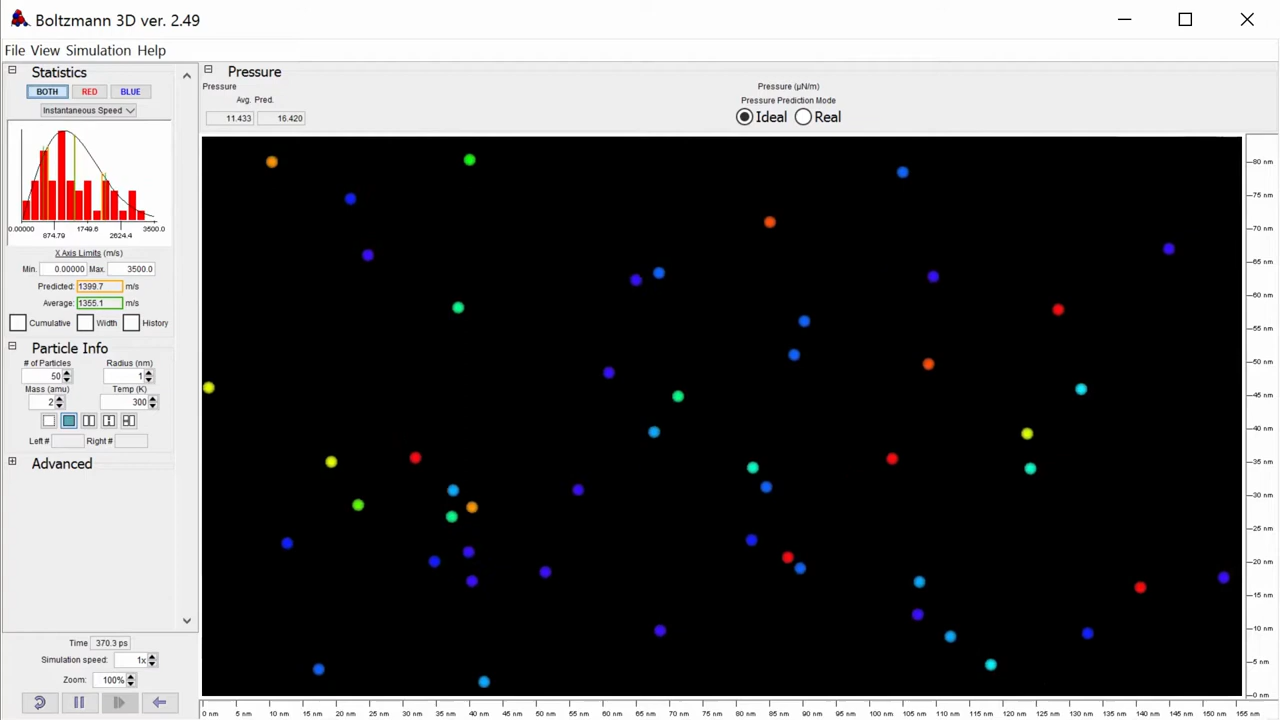 Boltzmann 3D ver. 2.49
File View Simulation Help
Statistics
BOTH RED BLUE
Instantaneous Speed
0.00000 1749.6 3500.0
874.79 2624.4
X Axis Limits (m/s)
Min. 0.00000 Max. 3500.0
Predicted: 1399.7 m/s
Average: 1355.1 m/s
Cumulative Width History
Particle Info
# of Particles Radius (nm)
50 1
Mass (amu) Temp (K)
2 300
Left # Right #
Advanced
Time 370.3 ps
Simulation speed: 1x
Zoom: 100%
Pressure
Pressure
Avg. Pred.
11.433 16.420
Pressure (µN/m)
Pressure Prediction Mode
Ideal Real
80 nm
75 nm
70 nm
65 nm
60 nm
55 nm
50 nm
45 nm
40 nm
35 nm
30 nm
25 nm
20 nm
15 nm
10 nm
5 nm
0 nm
0 nm 5 nm 10 nm 15 nm 20 nm 25 nm 30 nm 35 nm 40 nm 45 nm 50 nm 55 nm 60 nm 65 nm 70 nm 75 nm 80 nm 85 nm 90 nm 95 nm 100 nm 105 nm 110 nm 115 nm 120 nm 125 nm 130 nm 135 nm 140 nm 145 nm 150 nm 155 nm